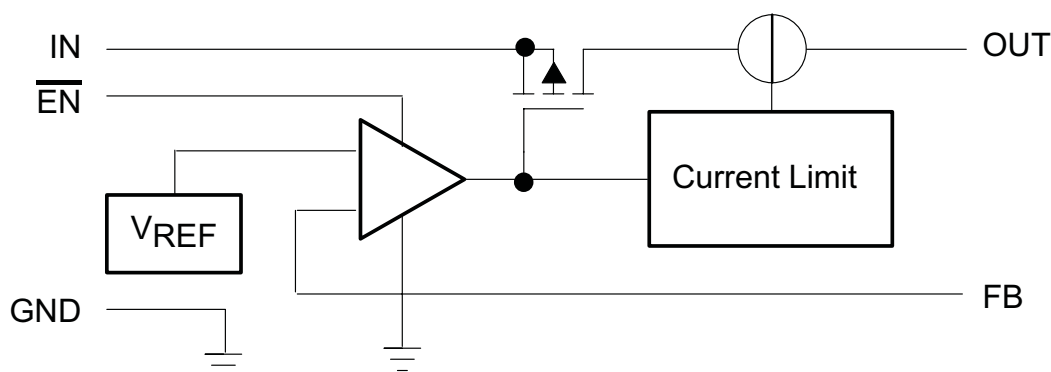 IN
OUT
EN
Current Limit
VREF
FB
GND